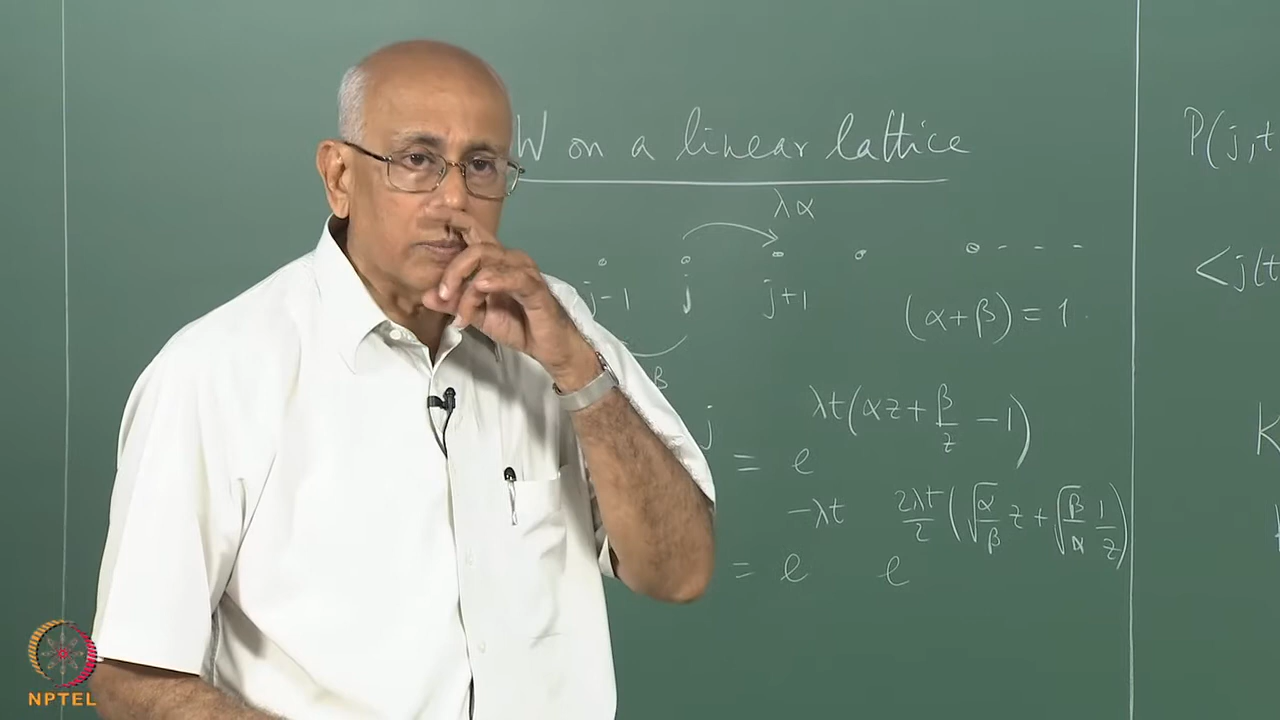 W on a linear lattice
P(j,t
λα
<j(t
j-1 j j+1
(α+β) = 1.
β
j
= e^{λt(αz + β/z - 1)}
K
= e^{-λt} e^{2λt/2 (√(α/β) z + √(β/α) 1/z)}
NPTEL